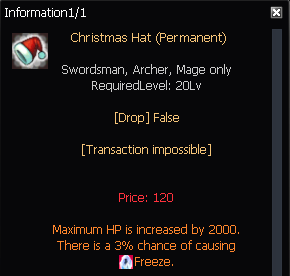 Information1/1
Christmas Hat (Permanent)
Swordsman, Archer, Mage only
RequiredLevel: 20Lv
[Drop] False
[Transaction impossible]
Price: 120
Maximum HP is increased by 2000.
There is a 3% chance of causing
Freeze.